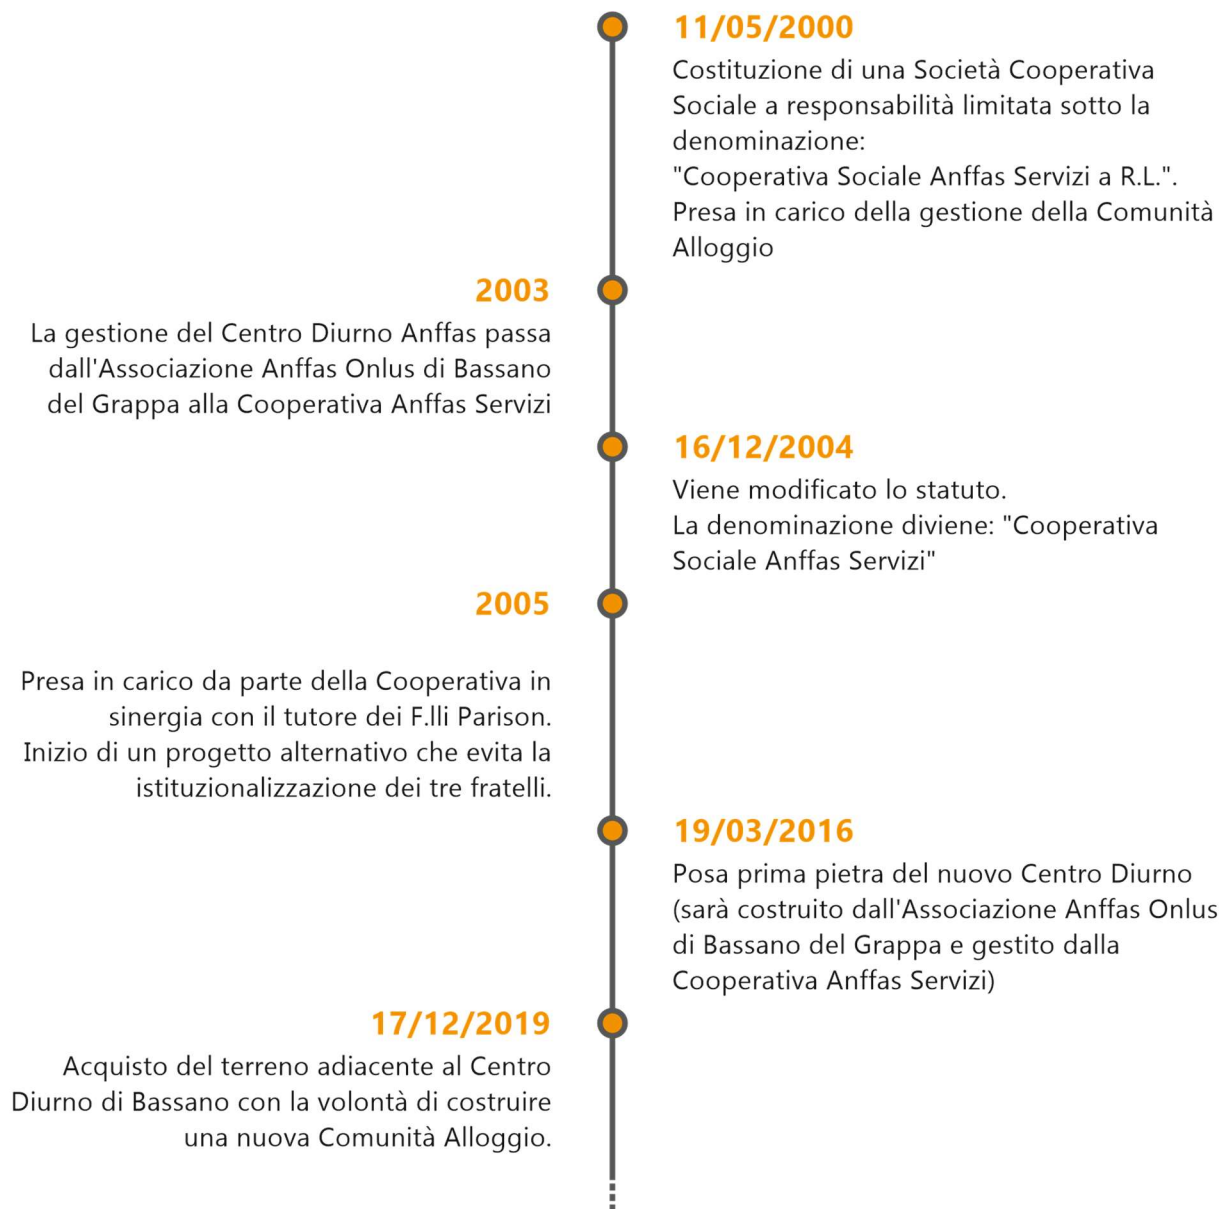 11/05/2000
Costituzione di una Società Cooperativa
Sociale a responsabilità limitata sotto la
denominazione:
"Cooperativa Sociale Anffas Servizi a R.L.".
Presa in carico della gestione della Comunità
Alloggio
2003
La gestione del Centro Diurno Anffas passa
dall'Associazione Anffas Onlus di Bassano
del Grappa alla Cooperativa Anffas Servizi
16/12/2004
Viene modificato lo statuto.
La denominazione diviene: "Cooperativa
Sociale Anffas Servizi"
2005
Presa in carico da parte della Cooperativa in
sinergia con il tutore dei F.lli Parison.
Inizio di un progetto alternativo che evita la
istituzionalizzazione dei tre fratelli.
19/03/2016
Posa prima pietra del nuovo Centro Diurno
(sarà costruito dall'Associazione Anffas Onlus
di Bassano del Grappa e gestito dalla
Cooperativa Anffas Servizi)
17/12/2019
Acquisto del terreno adiacente al Centro
Diurno di Bassano con la volontà di costruire
una nuova Comunità Alloggio.